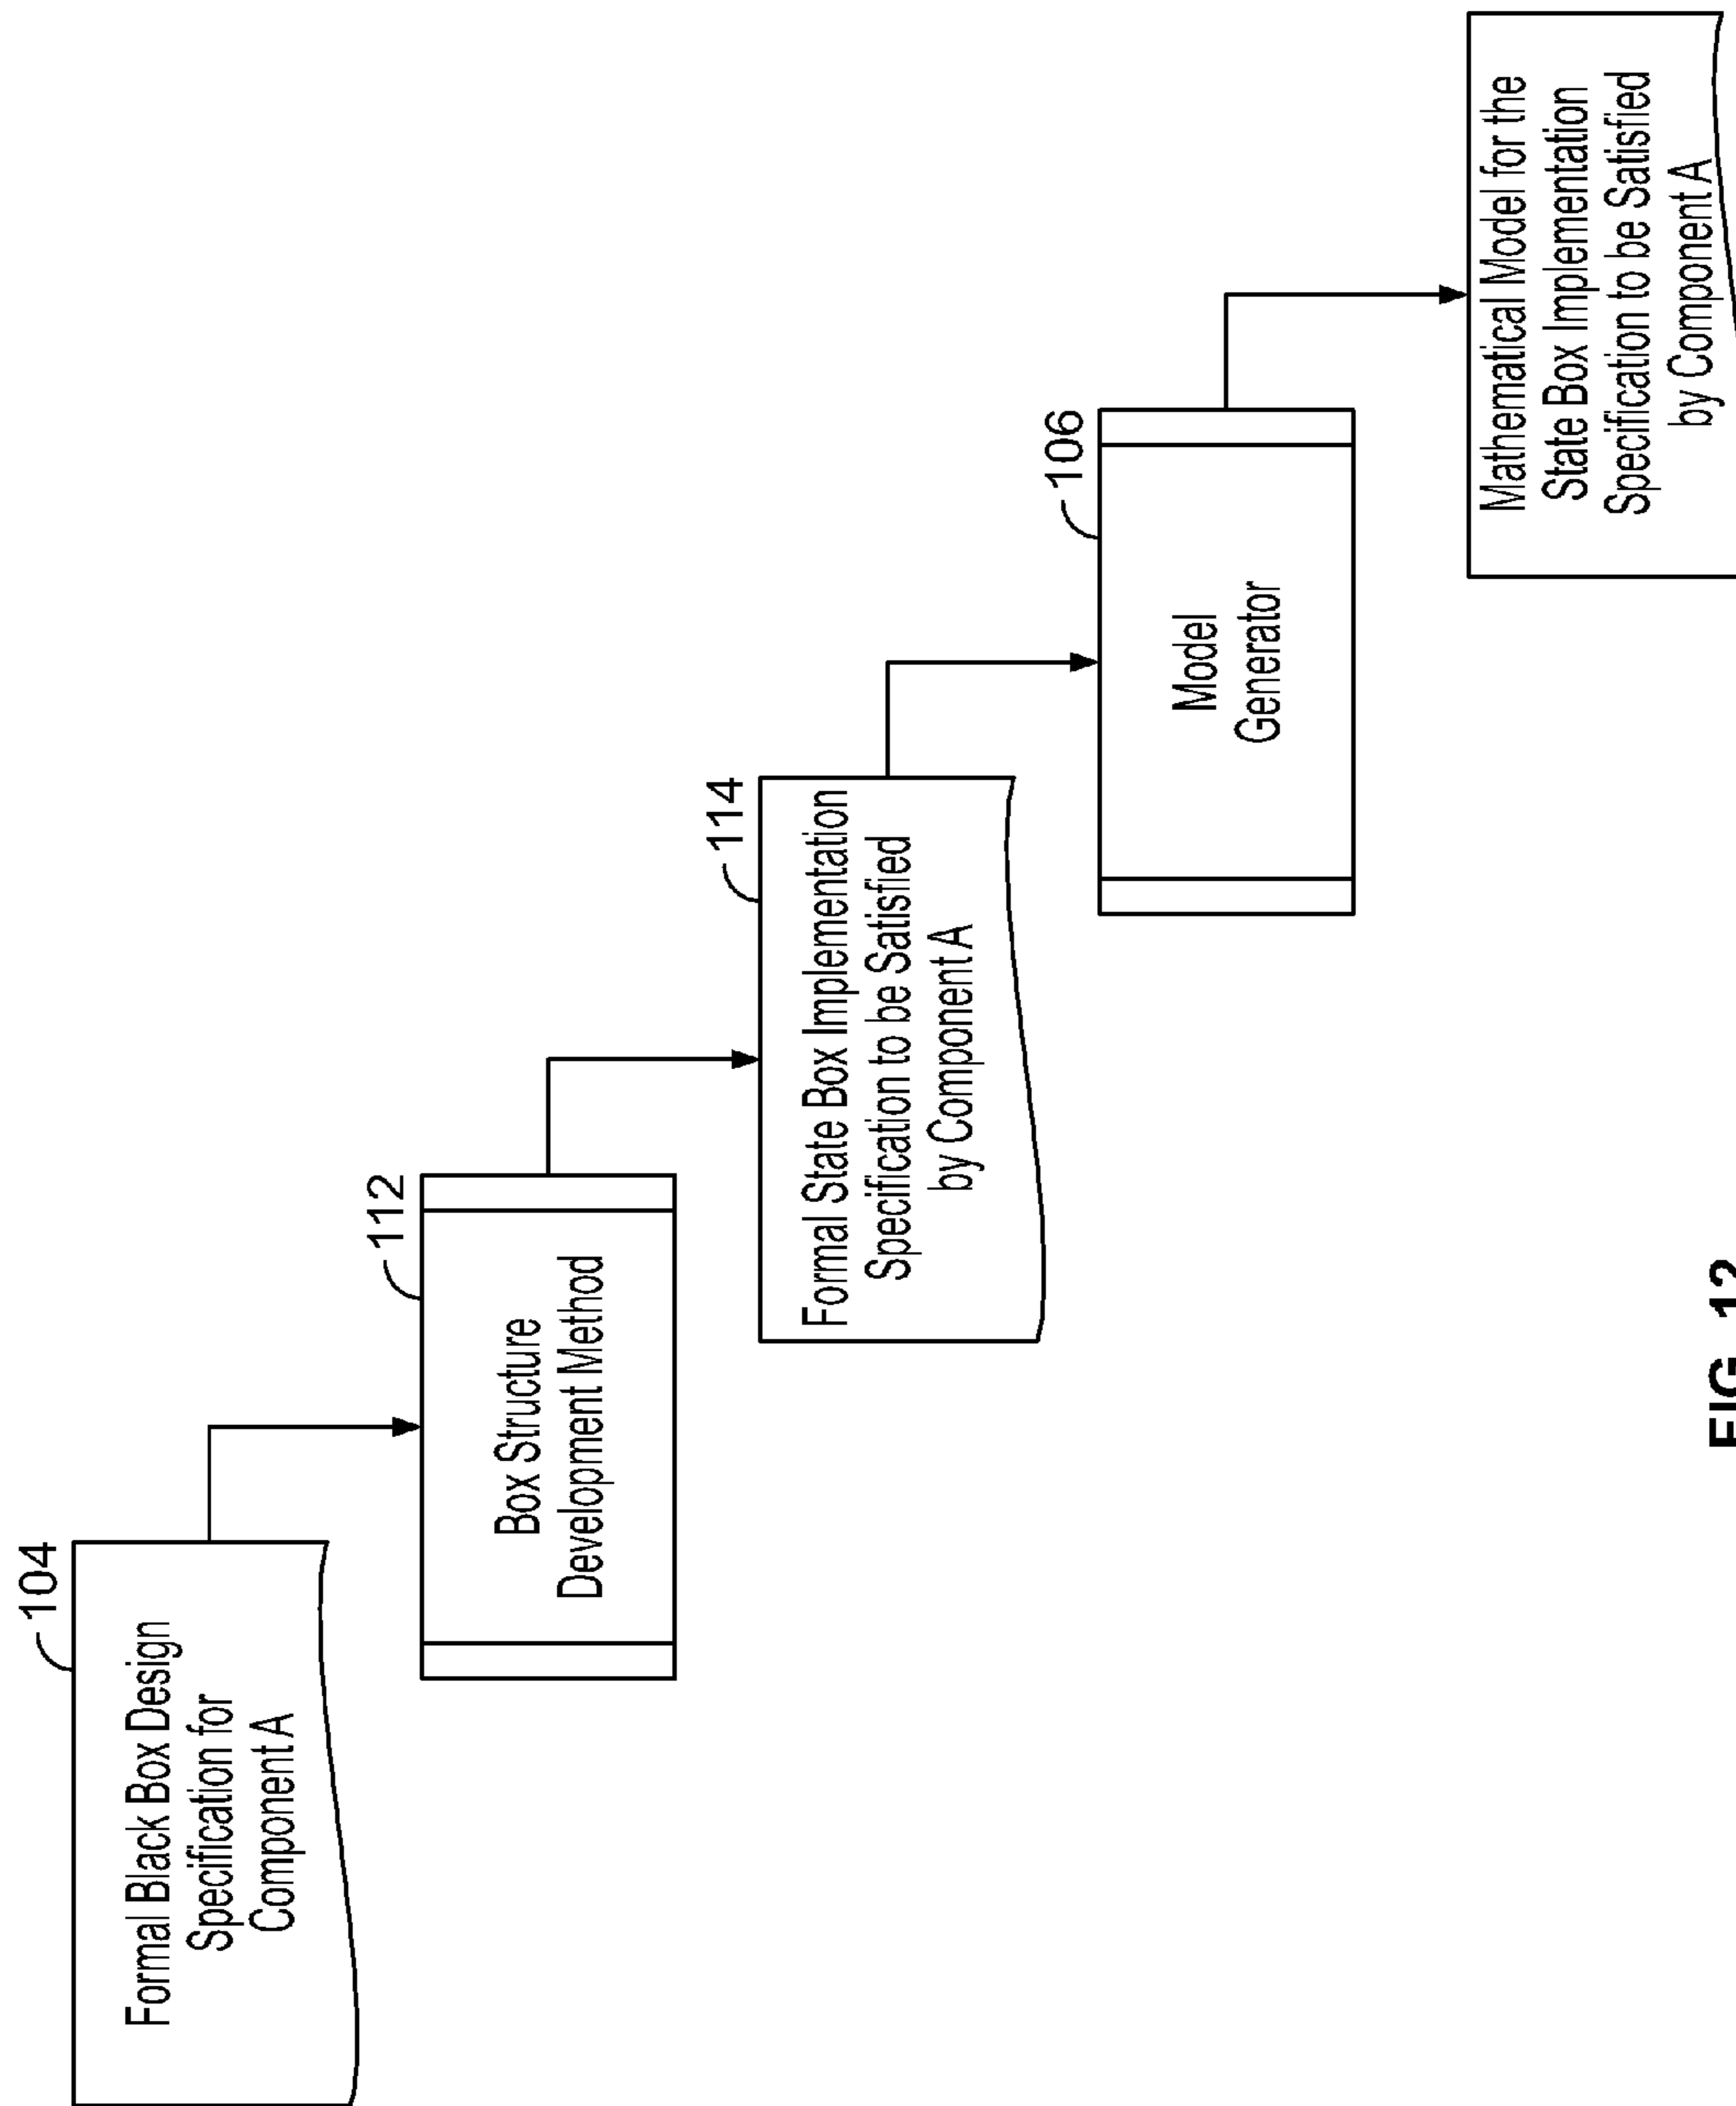 104
Formal Black Box Design
Specification for
Component A
112
Box Structure
Development Method
114
Formal State Box Implementation
Specification to be Satisfied
by Component A
106
Model
Generator
Mathematical Model for the
State Box Implementation
Specification to be Satisfied
by Component A
FIG. 12